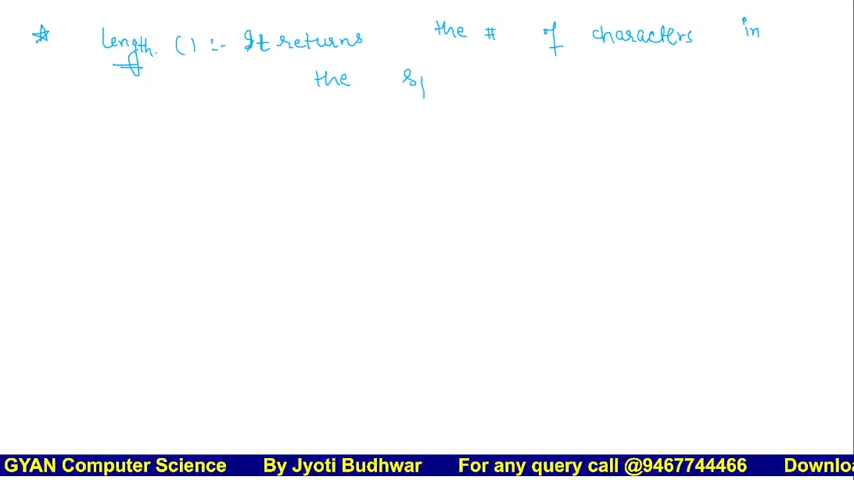 ☆ length () :- It returns the # of characters in
the s
GYAN Computer Science By Jyoti Budhwar For any query call @9467744466 Downlo